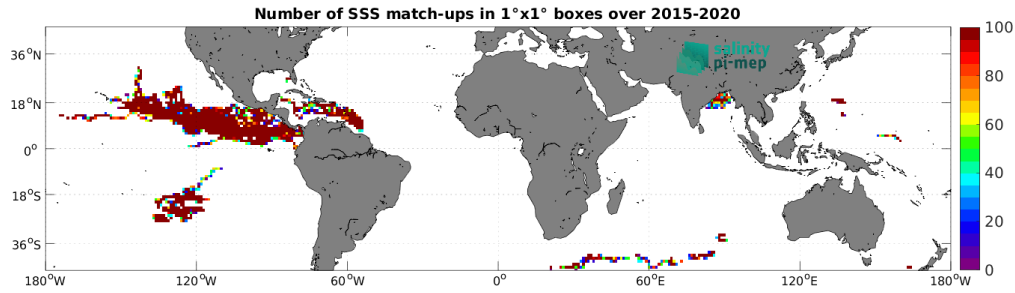 Number of SSS match-ups in 1°x1° boxes over 2015-2020
salinity
pi-mep
36°N
18°N
0°
18°S
36°S
180°W 120°W 60°W 0° 60°E 120°E 180°W
100
80
60
40
20
0